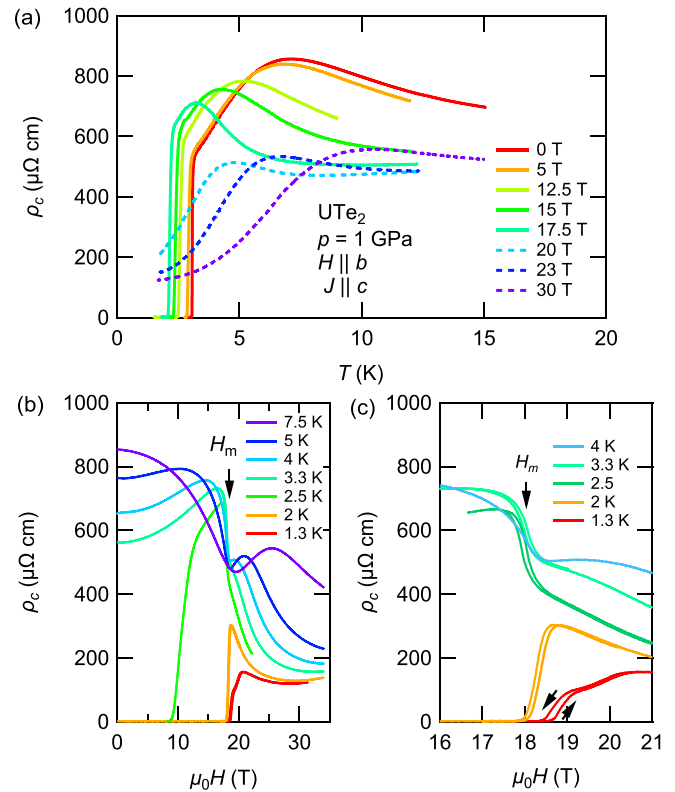 (a)
1000
800
600
400
200
0
ρc (μΩ cm)
0
5
10
15
20
T (K)
UTe2
p = 1 GPa
H || b
J || c
0 T
5 T
12.5 T
15 T
17.5 T
20 T
23 T
30 T
(b)
1000
800
600
400
200
0
ρc (μΩ cm)
0
10
20
30
μ0H (T)
Hm
7.5 K
5 K
4 K
3.3 K
2.5 K
2 K
1.3 K
(c)
1000
800
600
400
200
0
ρc (μΩ cm)
16
17
18
19
20
21
μ0H (T)
Hm
4 K
3.3 K
2.5
2 K
1.3 K